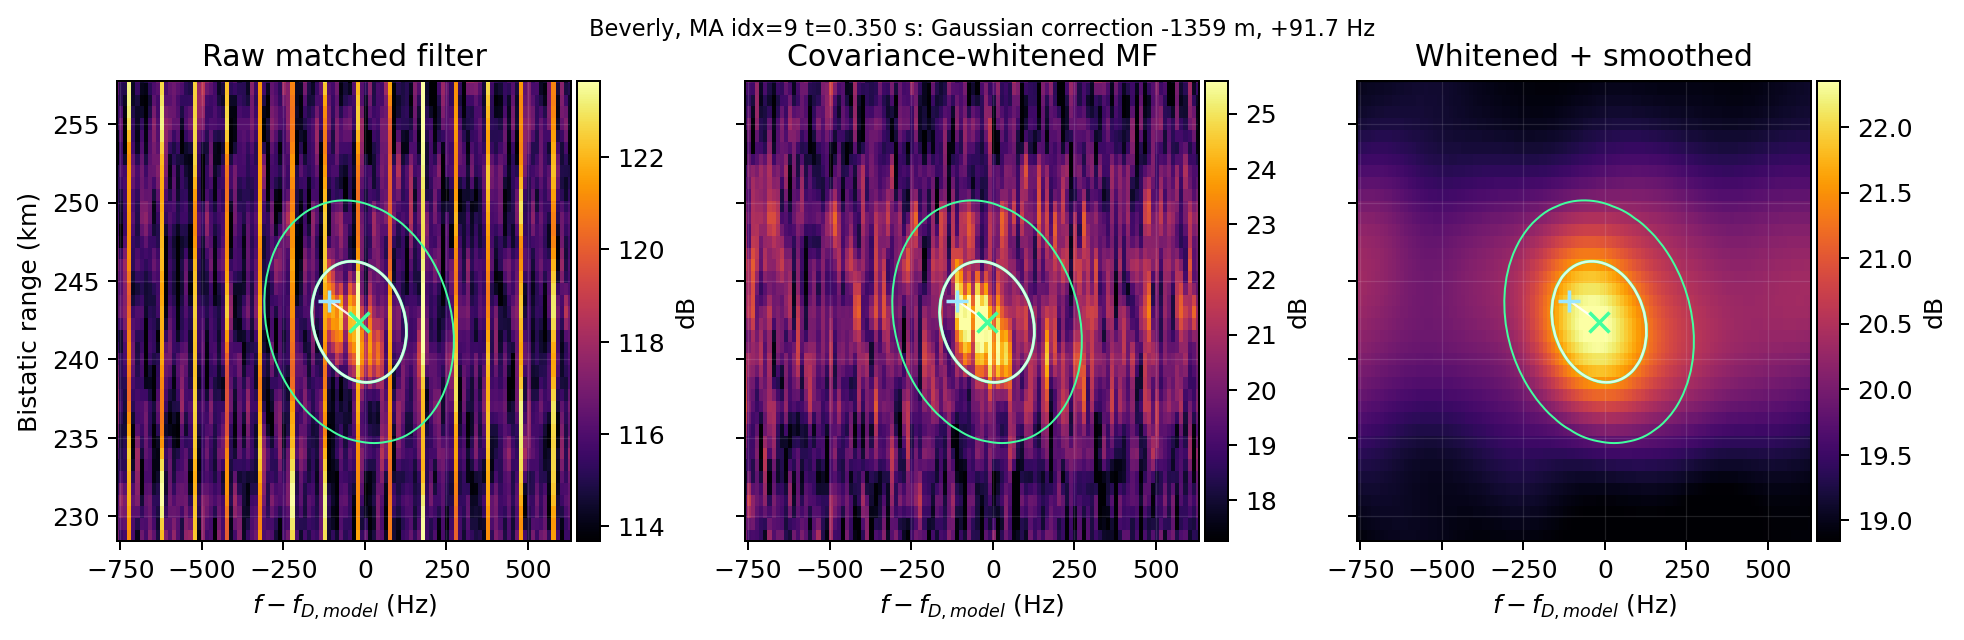 Beverly, MA idx=9 t=0.350 s: Gaussian correction -1359 m, +91.7 Hz
Raw matched filter
Covariance-whitened MF
Whitened + smoothed
Bistatic range (km)
255
250
245
240
235
230
−750 −500 −250 0 250 500
f − f_{D, model} (Hz)
122
120
118
116
114
dB
−750 −500 −250 0 250 500
f − f_{D, model} (Hz)
25
24
23
22
21
20
19
18
dB
−750 −500 −250 0 250 500
f − f_{D, model} (Hz)
22.0
21.5
21.0
20.5
20.0
19.5
19.0
dB